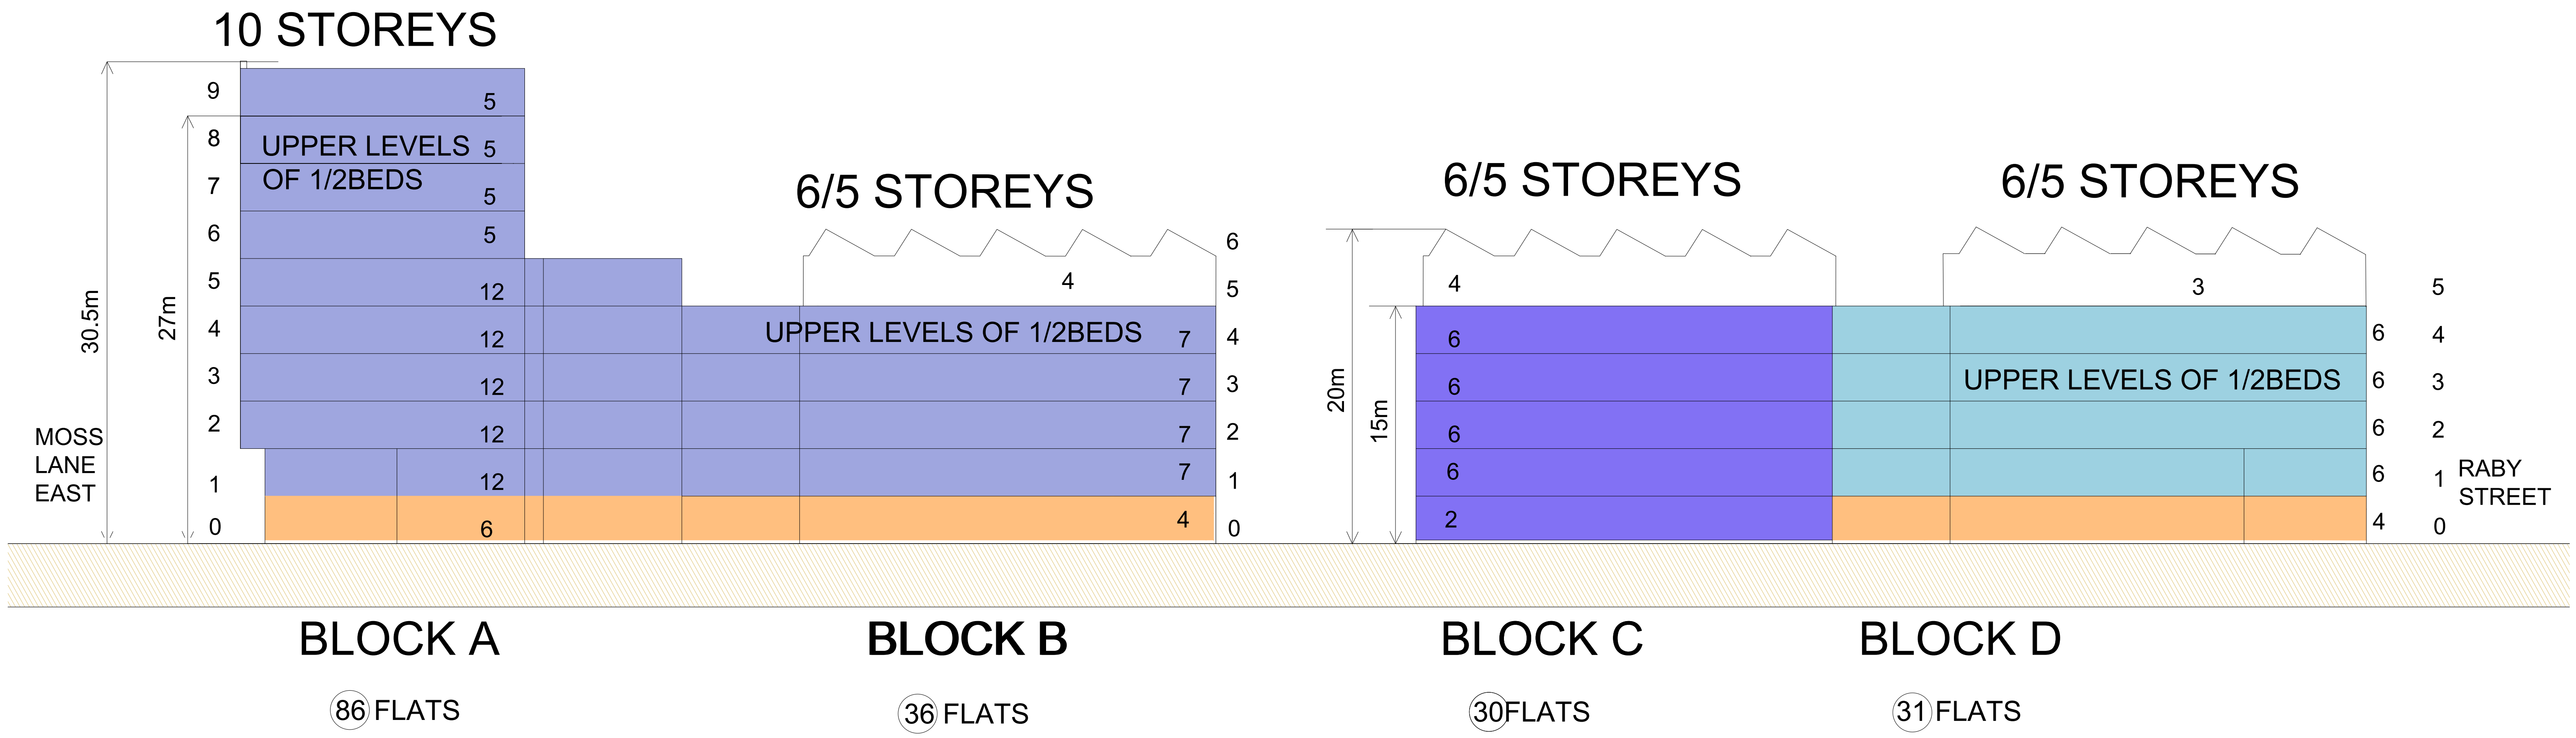 10 STOREYS
9
8
7
6
5
4
3
2
1
0
30.5m
27m
MOSS
LANE
EAST
5
UPPER LEVELS 5
OF 1/2BEDS
5
5
12
12
12
12
12
6
6/5 STOREYS
4
UPPER LEVELS OF 1/2BEDS
7
7
7
7
4
6
5
4
3
2
1
0
6/5 STOREYS
20m
15m
4
6
6
6
6
2
6/5 STOREYS
3
UPPER LEVELS OF 1/2BEDS
6
6
6
6
4
5
4
3
2
1
0
RABY
STREET
BLOCK A
BLOCK B
BLOCK C
BLOCK D
86 FLATS
36 FLATS
30 FLATS
31 FLATS